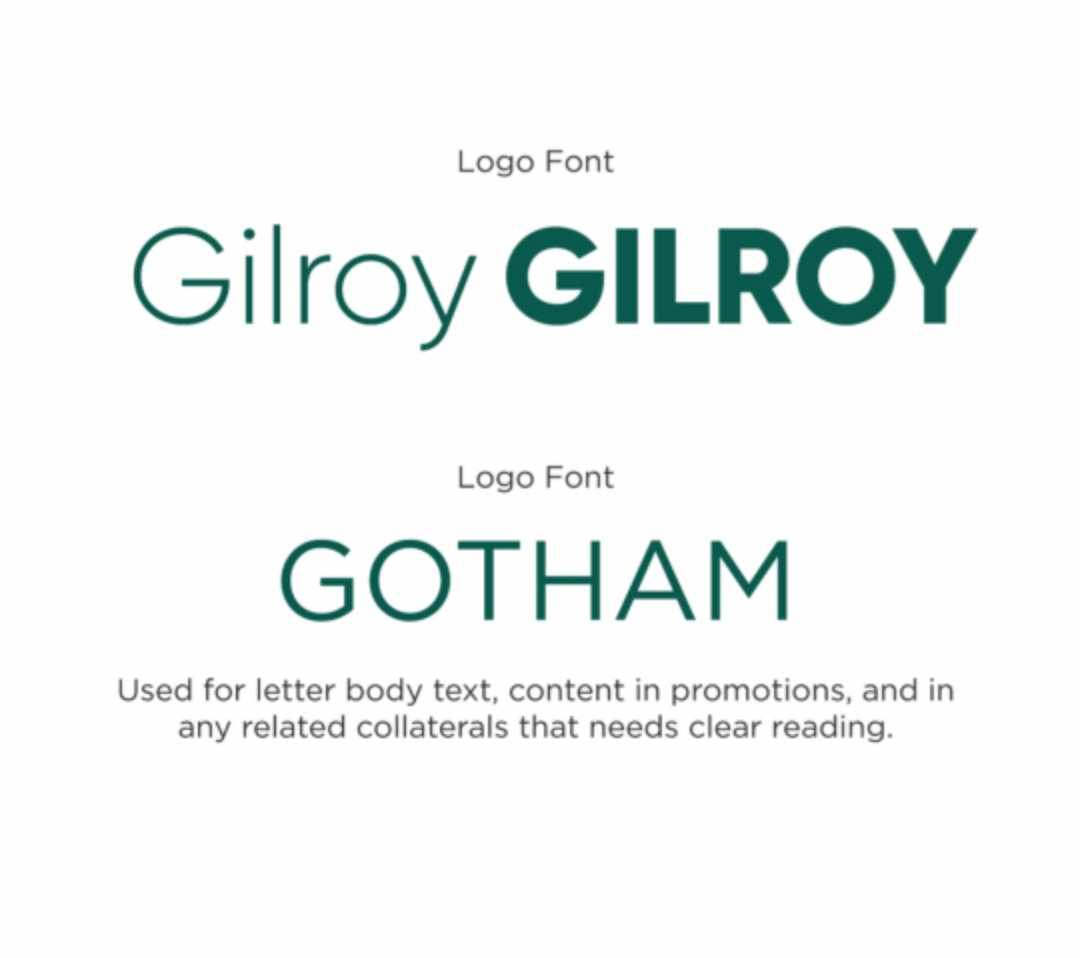 Logo Font
Gilroy GILROY
Logo Font
GOTHAM
Used for letter body text, content in promotions, and in
any related collaterals that needs clear reading.